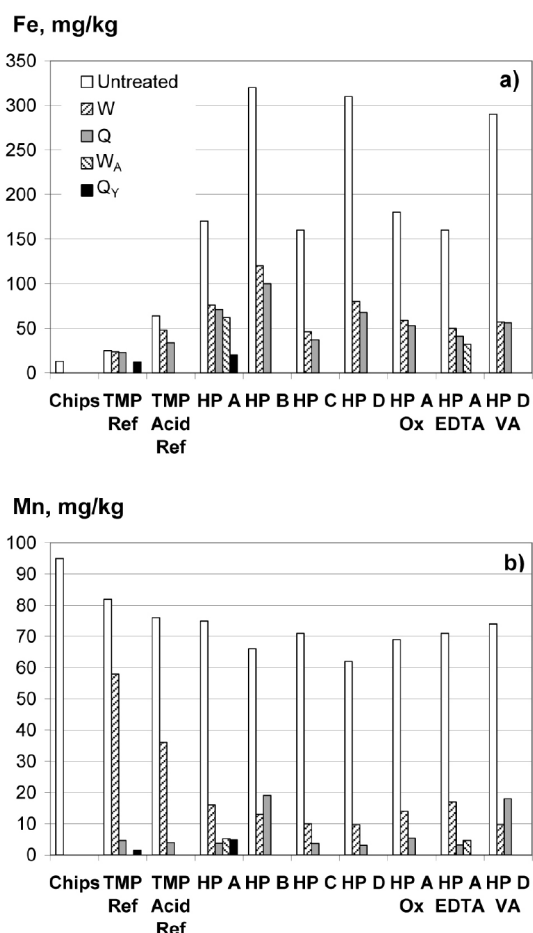 Fe, mg/kg
350
300
250
200
150
100
50
0
a)
Untreated
W
Q
WA
QY
Chips TMP TMP HP A HP B HP C HP D HP A HP A HP D
Ref Acid Ox EDTA VA
Ref
Mn, mg/kg
100
90
80
70
60
50
40
30
20
10
0
b)
Chips TMP TMP HP A HP B HP C HP D HP A HP A HP D
Ref Acid Ox EDTA VA
Ref